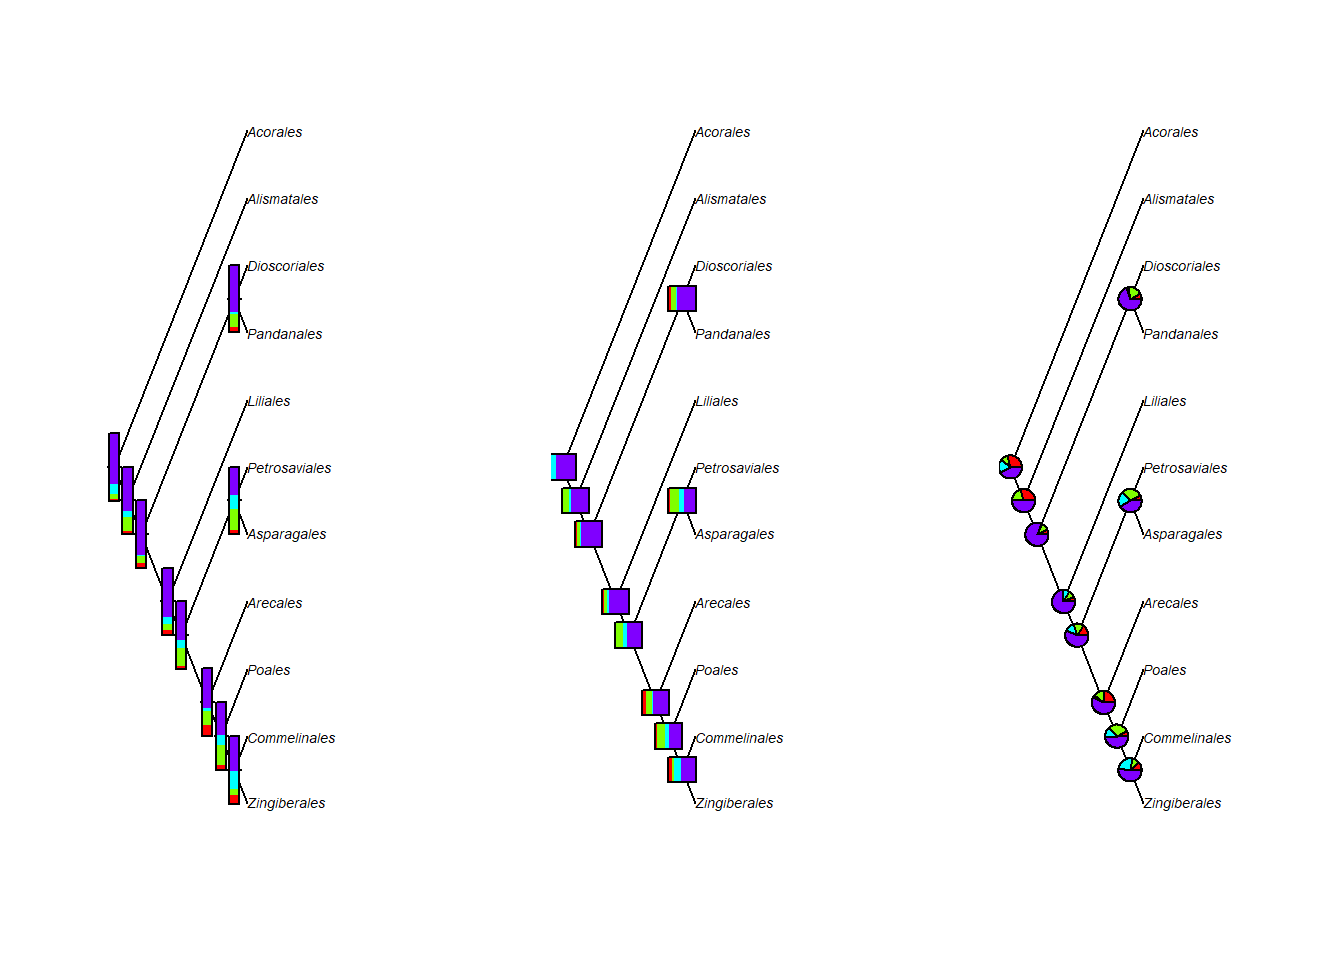 Acorales Acorales Acorales
Alismatales Alismatales Alismatales
Dioscoriales Dioscoriales Dioscoriales
Pandanales Pandanales Pandanales
Liliales Liliales Liliales
Petrosaviales Petrosaviales Petrosaviales
Asparagales Asparagales Asparagales
Arecales Arecales Arecales
Poales Poales Poales
Commelinales Commelinales Commelinales
Zingiberales Zingiberales Zingiberales